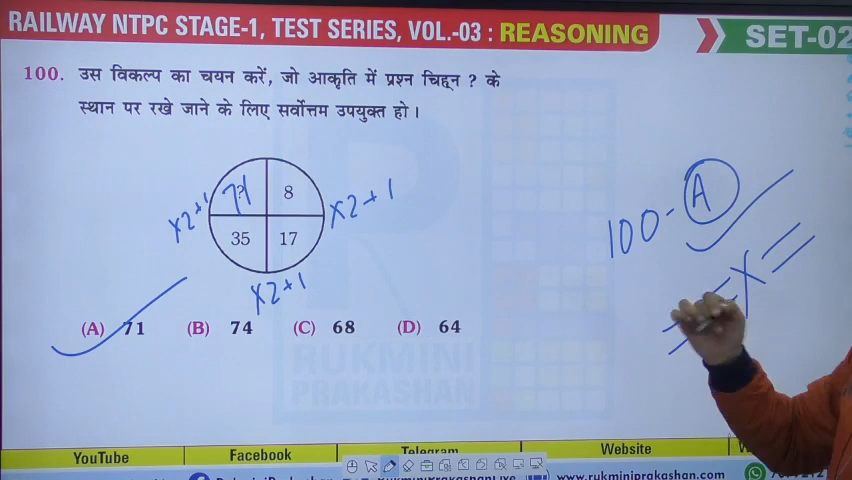 RAILWAY NTPC STAGE-1, TEST SERIES, VOL.-03 : REASONING
SET-02
100. उस विकल्प का चयन करें, जो आकृति में प्रश्न चिह्न ? के
स्थान पर रखे जाने के लिए सर्वोत्तम उपयुक्त हो।
71 8
×2+1 ×2+1
35 17
×2+1
100-A
(A) 71 (B) 74 (C) 68 (D) 64
RUKMINI
PRAKASHAN
YouTube Facebook Telegram Website
www.rukminiprakashan.com